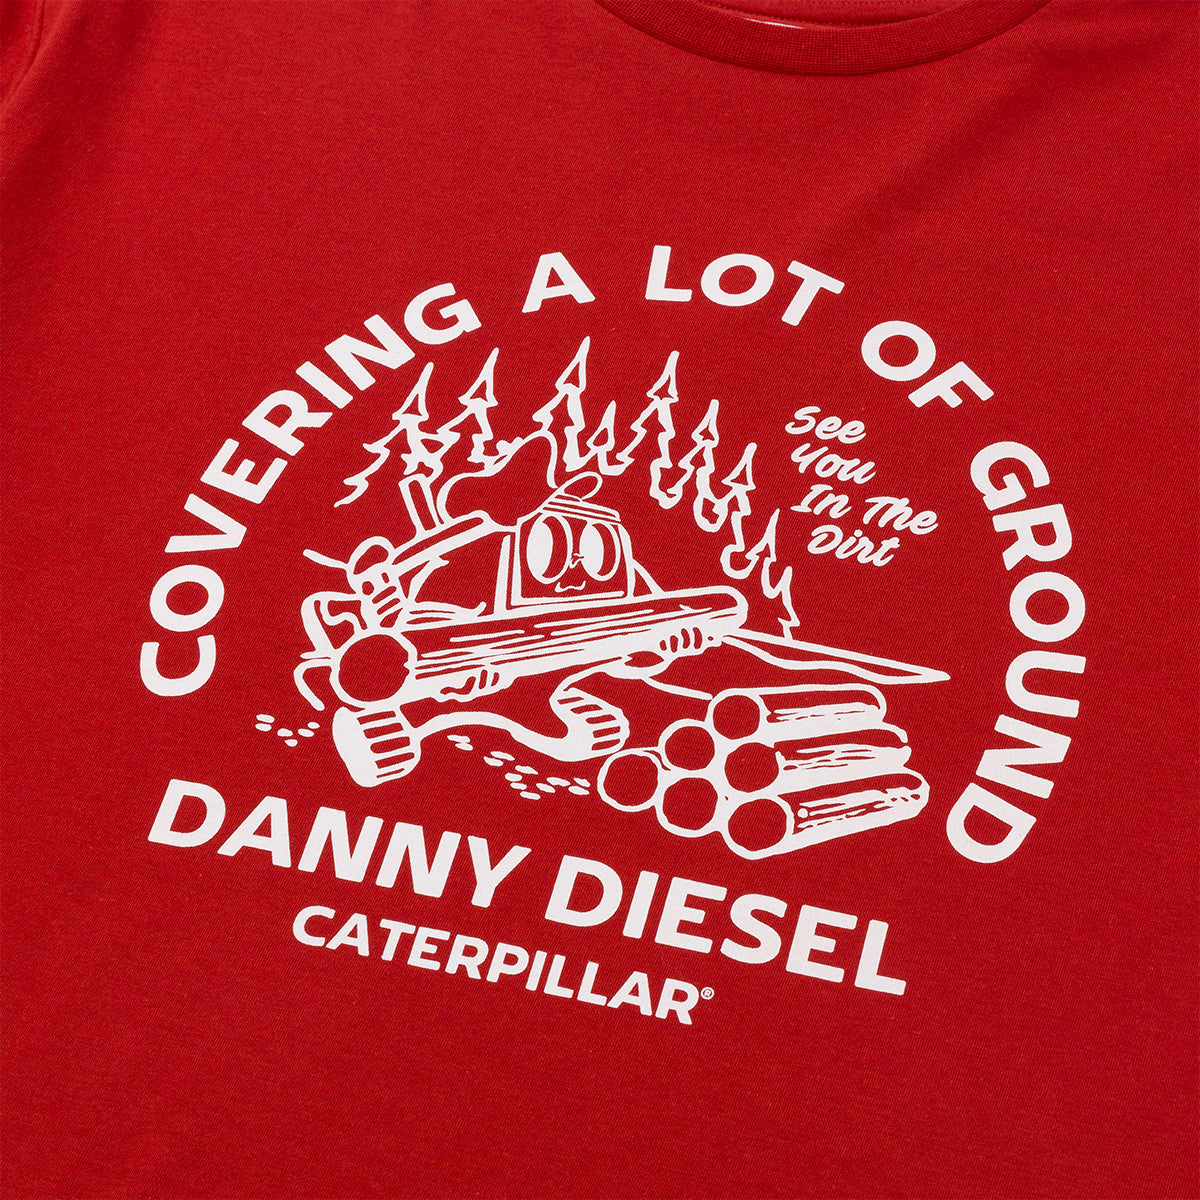 COVERING A LOT OF GROUND
See
You
In The
Dirt
DANNY DIESEL
CATERPILLAR®